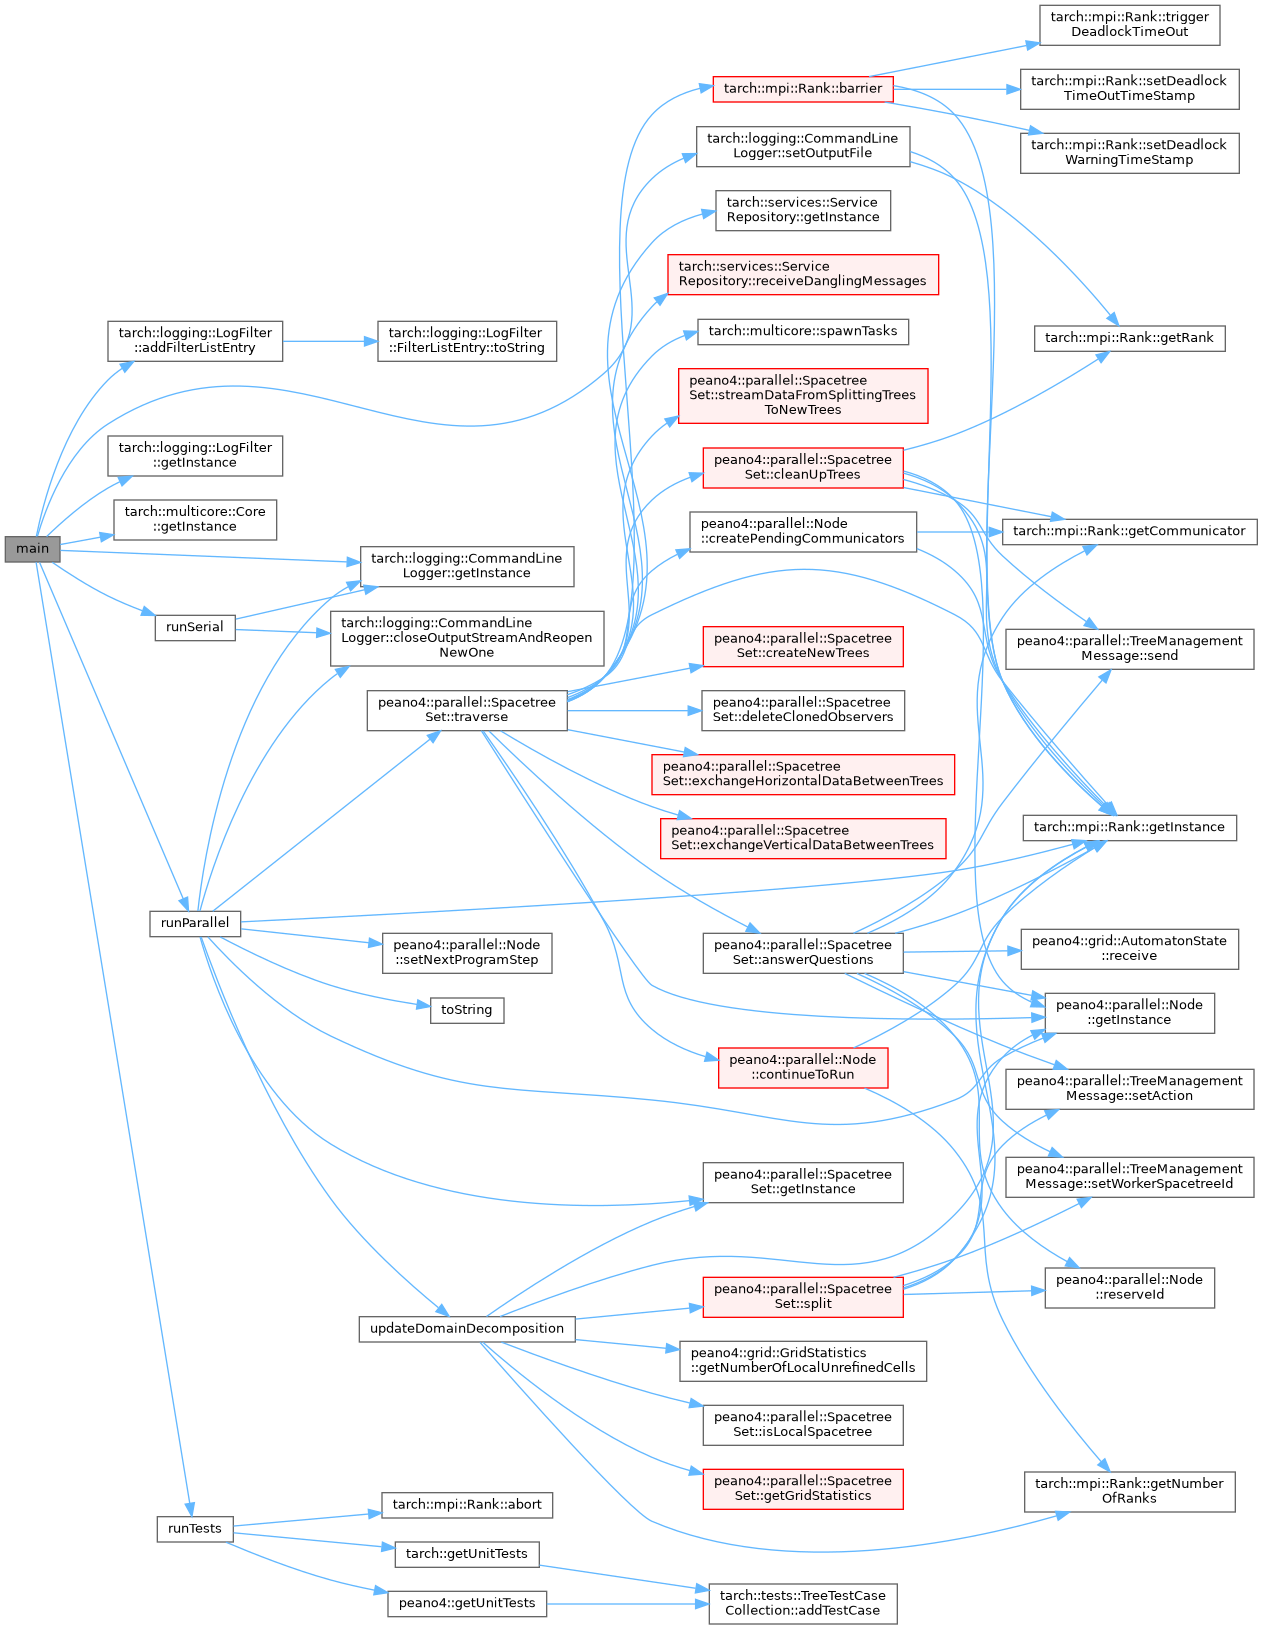 main
tarch::logging::LogFilter
::addFilterListEntry
tarch::logging::LogFilter
::getInstance
tarch::multicore::Core
::getInstance
runSerial
runParallel
runTests
tarch::logging::LogFilter
::FilterListEntry::toString
tarch::logging::CommandLine
Logger::getInstance
tarch::logging::CommandLine
Logger::closeOutputStreamAndReopen
NewOne
peano4::parallel::Spacetree
Set::traverse
peano4::parallel::Node
::setNextProgramStep
toString
updateDomainDecomposition
tarch::mpi::Rank::abort
tarch::getUnitTests
peano4::getUnitTests
tarch::mpi::Rank::barrier
tarch::logging::CommandLine
Logger::setOutputFile
tarch::services::Service
Repository::getInstance
tarch::services::Service
Repository::receiveDanglingMessages
tarch::multicore::spawnTasks
peano4::parallel::Spacetree
Set::streamDataFromSplittingTrees
ToNewTrees
peano4::parallel::Spacetree
Set::cleanUpTrees
peano4::parallel::Node
::createPendingCommunicators
peano4::parallel::Spacetree
Set::createNewTrees
peano4::parallel::Spacetree
Set::deleteClonedObservers
peano4::parallel::Spacetree
Set::exchangeHorizontalDataBetweenTrees
peano4::parallel::Spacetree
Set::exchangeVerticalDataBetweenTrees
peano4::parallel::Spacetree
Set::answerQuestions
peano4::parallel::Node
::continueToRun
peano4::parallel::Spacetree
Set::getInstance
peano4::parallel::Spacetree
Set::split
peano4::grid::GridStatistics
::getNumberOfLocalUnrefinedCells
peano4::parallel::Spacetree
Set::isLocalSpacetree
peano4::parallel::Spacetree
Set::getGridStatistics
tarch::tests::TreeTestCase
Collection::addTestCase
tarch::mpi::Rank::trigger
DeadlockTimeOut
tarch::mpi::Rank::setDeadlock
TimeOutTimeStamp
tarch::mpi::Rank::setDeadlock
WarningTimeStamp
tarch::mpi::Rank::getRank
tarch::mpi::Rank::getCommunicator
peano4::parallel::TreeManagement
Message::send
tarch::mpi::Rank::getInstance
peano4::grid::AutomatonState
::receive
peano4::parallel::Node
::getInstance
peano4::parallel::TreeManagement
Message::setAction
peano4::parallel::TreeManagement
Message::setWorkerSpacetreeId
peano4::parallel::Node
::reserveId
tarch::mpi::Rank::getNumber
OfRanks